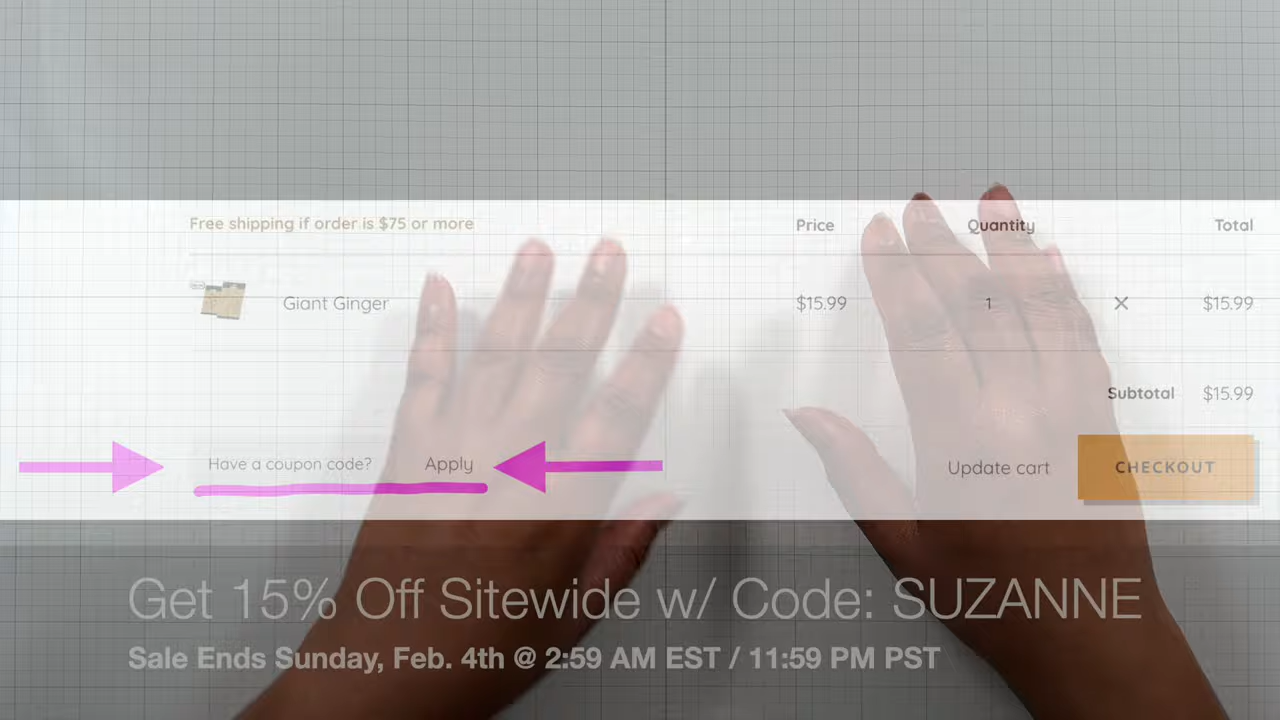 Free shipping if order is $75 or more Price Quantity Total
Giant Ginger $15.99 1 × $15.99
Subtotal $15.99
Have a coupon code? Apply Update cart CHECKOUT
Get 15% Off Sitewide w/ Code: SUZANNE
Sale Ends Sunday, Feb. 4th @ 2:59 AM EST / 11:59 PM PST